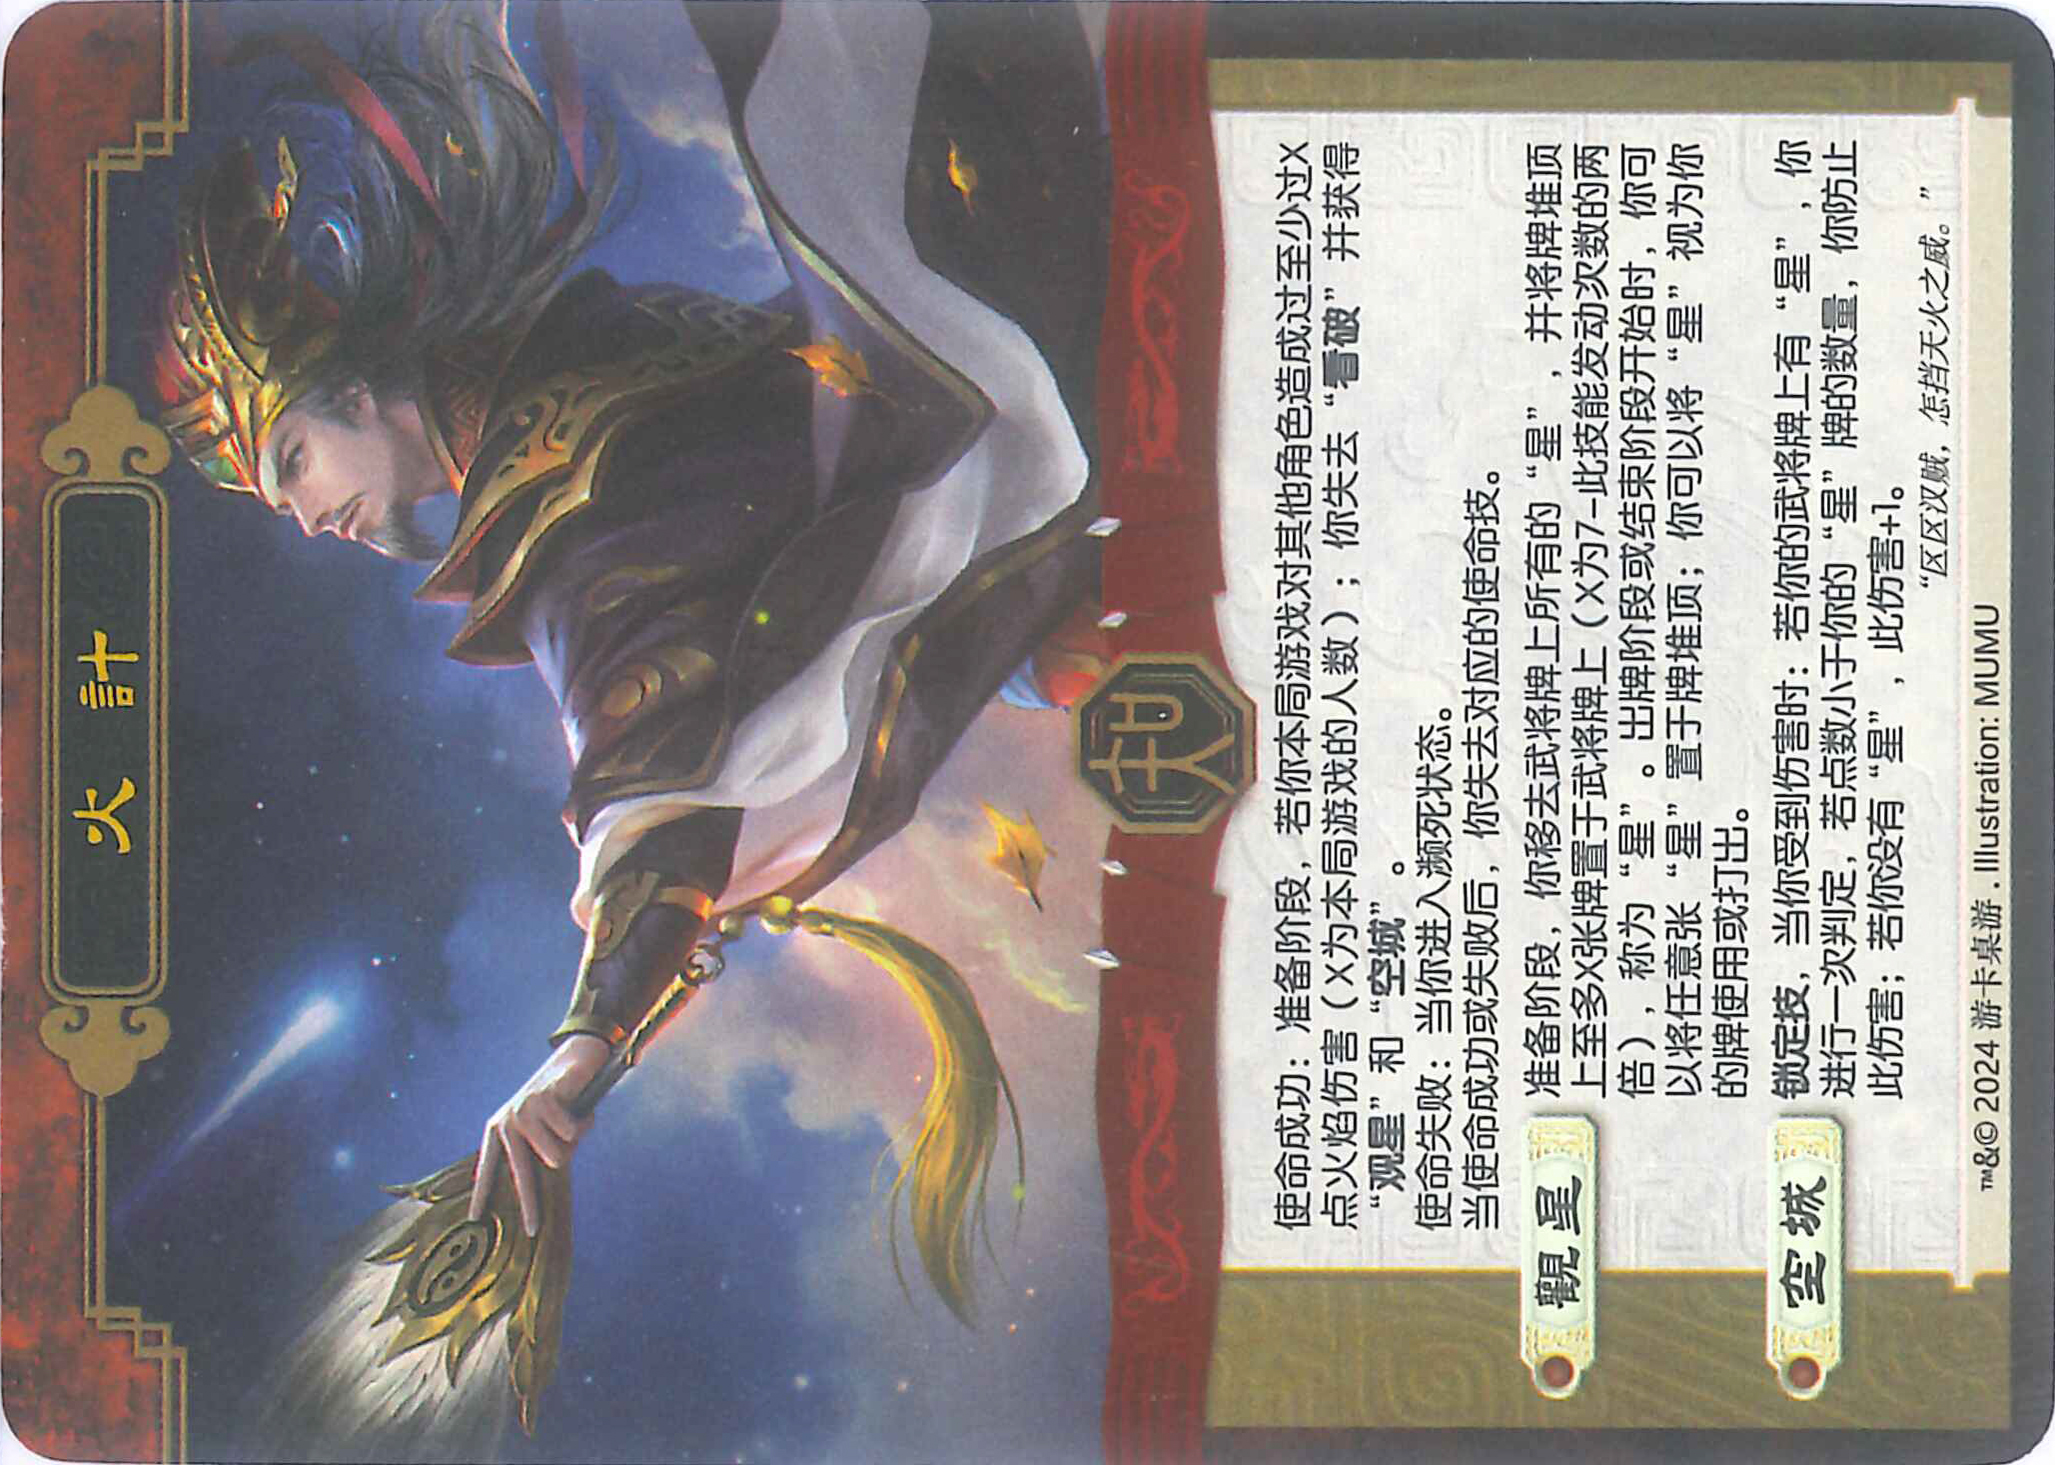 火計
知
使命成功：准备阶段，若你本局游戏对其他角色造成过至少过X
点火焰伤害（X为本局游戏的人数）；你失去“看破”并获得
“观星”和“空城”。
使命失败：当你进入濒死状态。
当使命成功或失败后，你失去对应的使命技。
觀星
准备阶段，你移去武将牌上所有的“星”，并将牌堆顶
上至多X张牌置于武将牌上（X为7-此技能发动次数的两
倍），称为“星”。出牌阶段或结束阶段开始时，你可
以将任意张“星”置于牌堆顶；你可以将“星”视为你
的牌使用或打出。
空城
锁定技，当你受到伤害时：若你的武将牌上有“星”，你
进行一次判定，若点数小于你的“星”牌的数量，你防止
此伤害；若你没有“星”，此伤害+1。
“区区汉贼，怎挡天火之威。”
™&© 2024 游卡桌游 . Illustration: MUMU